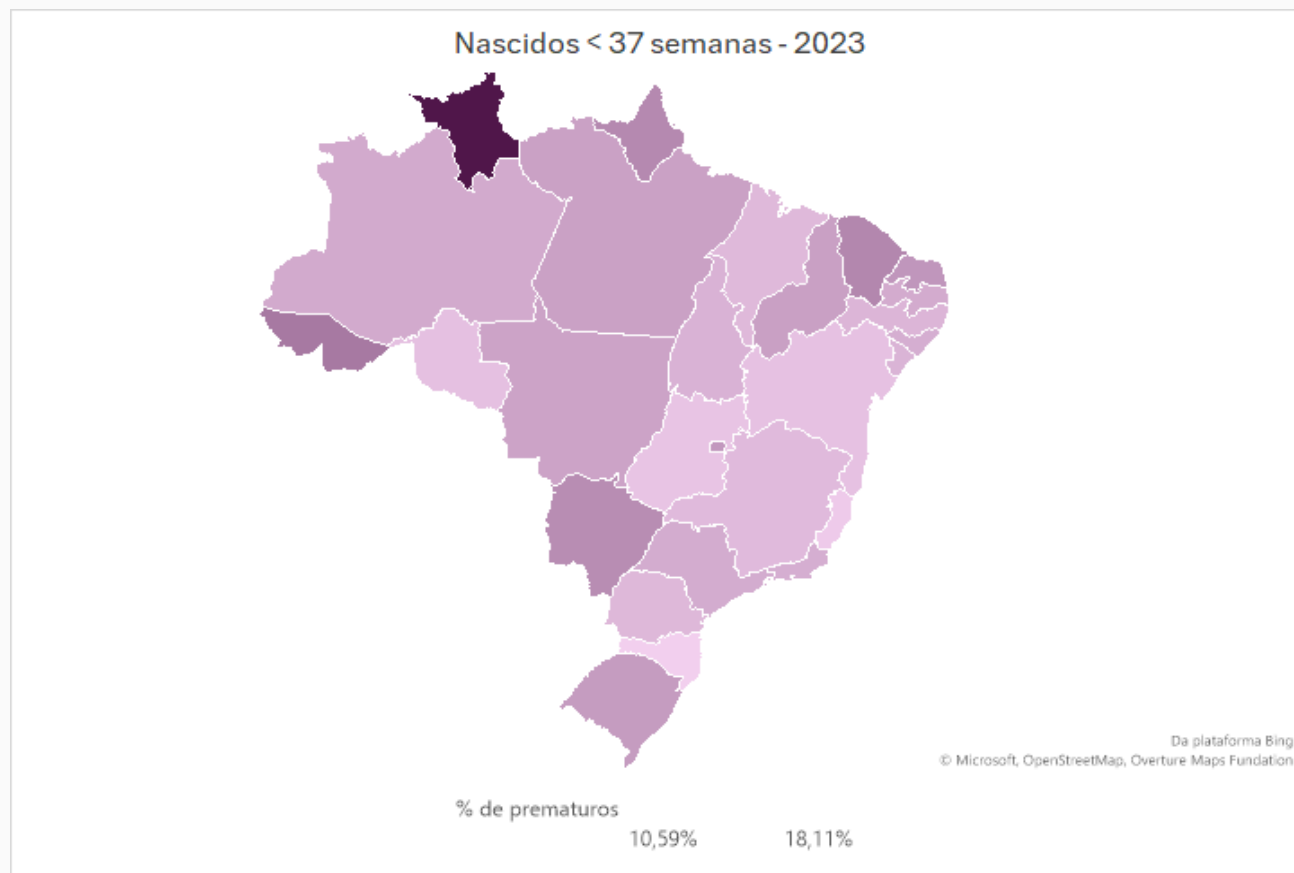 Nascidos < 37 semanas - 2023
Da plataforma Bing
© Microsoft, OpenStreetMap, Overture Maps Fundation
% de prematuros
10,59% 18,11%